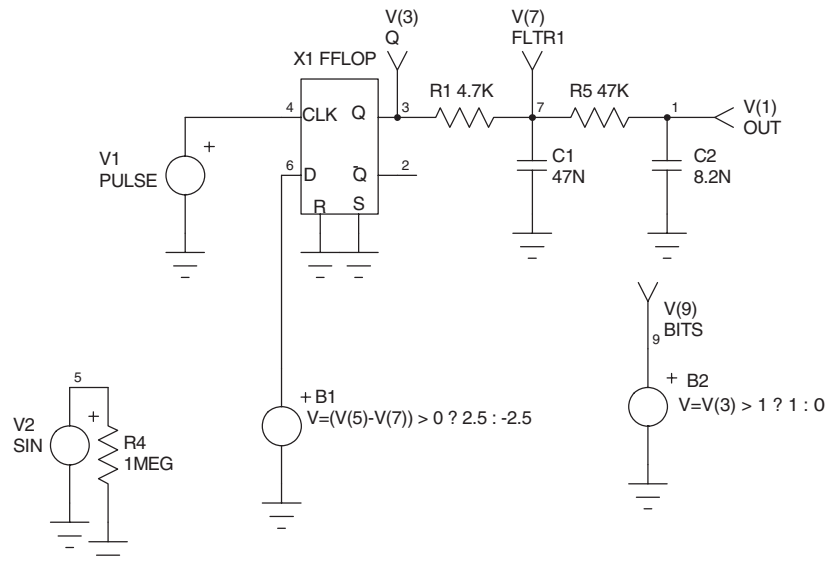 V(3)
Q
V(7)
FLTR1
X1 FFLOP
R1 4.7K
R5 47K
4
CLK
Q
3
7
1
V(1)
OUT
V1
PULSE
+
6
D
Q̅
2
C1
47N
C2
8.2N
R
S
V(9)
BITS
9
5
V2
SIN
+
R4
1MEG
+ B1
V=(V(5)-V(7)) > 0 ? 2.5 : -2.5
+ B2
V=V(3) > 1 ? 1 : 0